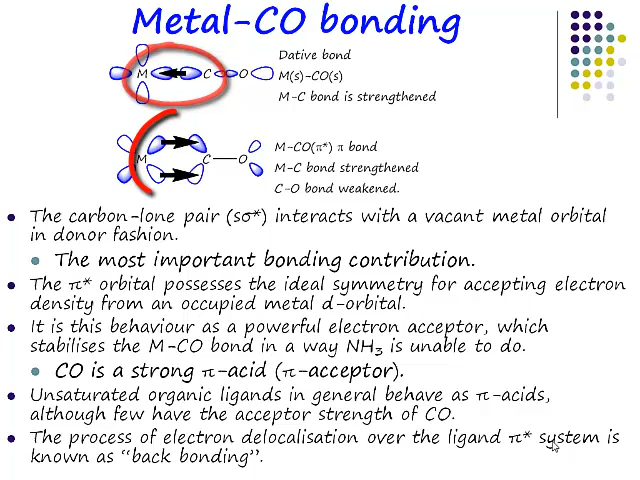 Metal-CO bonding
M C O
Dative bond
M(s)-CO(s)
M-C bond is strengthened
M C O
M-CO(π*) π bond
M-C bond strengthened
C-O bond weakened.
The carbon-lone pair (sσ*) interacts with a vacant metal orbital
in donor fashion.
The most important bonding contribution.
The π* orbital possesses the ideal symmetry for accepting electron
density from an occupied metal d-orbital.
It is this behaviour as a powerful electron acceptor, which
stabilises the M-CO bond in a way NH₃ is unable to do.
CO is a strong π-acid (π-acceptor).
Unsaturated organic ligands in general behave as π-acids,
although few have the acceptor strength of CO.
The process of electron delocalisation over the ligand π* system is
known as "back bonding".